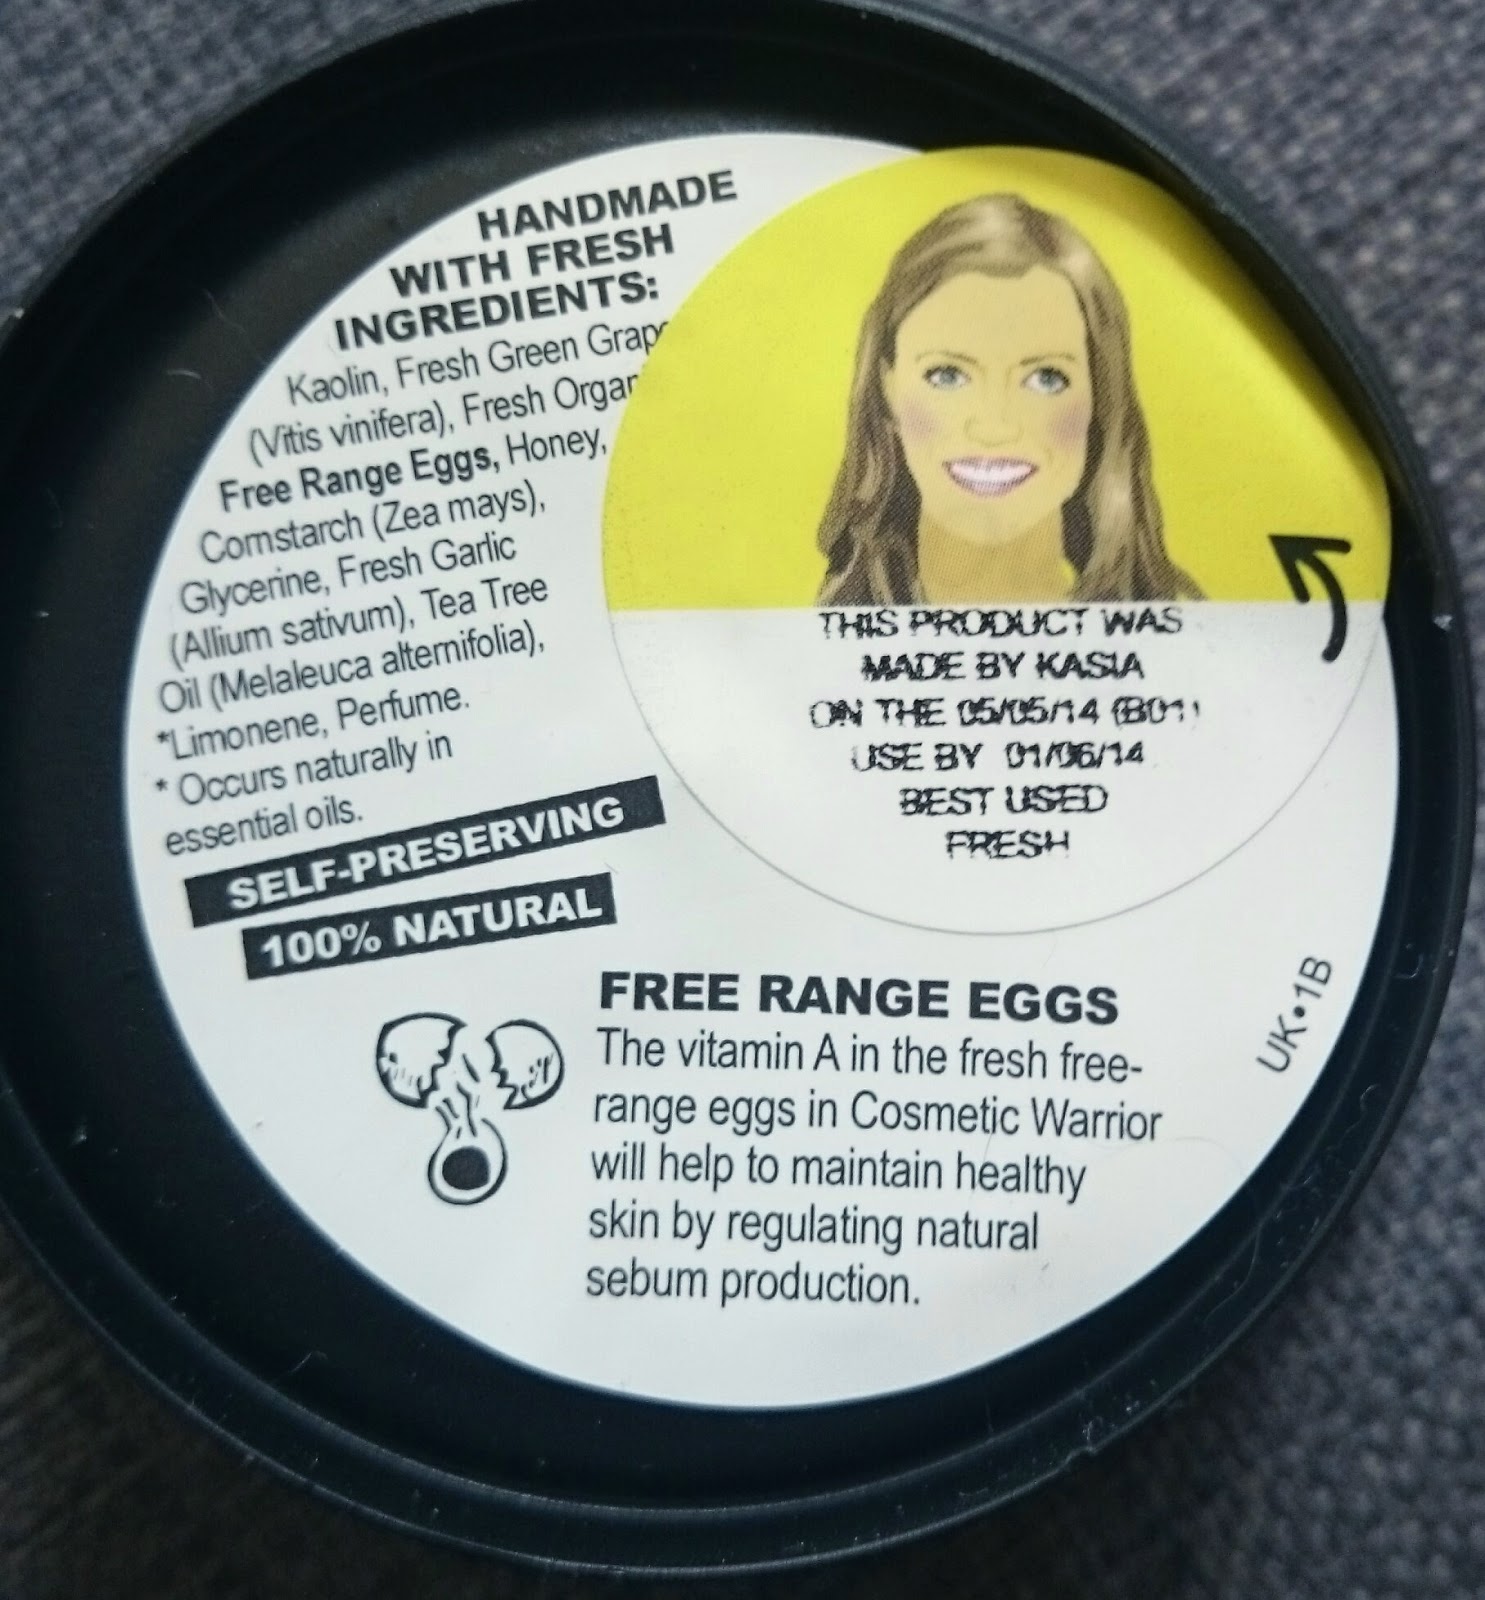 HANDMADE
WITH FRESH
INGREDIENTS:
Kaolin, Fresh Green Grap
(Vitis vinifera), Fresh Organ
Free Range Eggs, Honey,
Cornstarch (Zea mays),
Glycerine, Fresh Garlic
(Allium sativum), Tea Tree
Oil (Melaleuca alternifolia),
*Limonene, Perfume.
* Occurs naturally in
essential oils.
SELF-PRESERVING
100% NATURAL
THIS PRODUCT WAS
MADE BY KASIA
ON THE 05/05/14 (B01)
USE BY 01/06/14
BEST USED
FRESH
FREE RANGE EGGS
The vitamin A in the fresh free-
range eggs in Cosmetic Warrior
will help to maintain healthy
skin by regulating natural
sebum production.
UK•1B